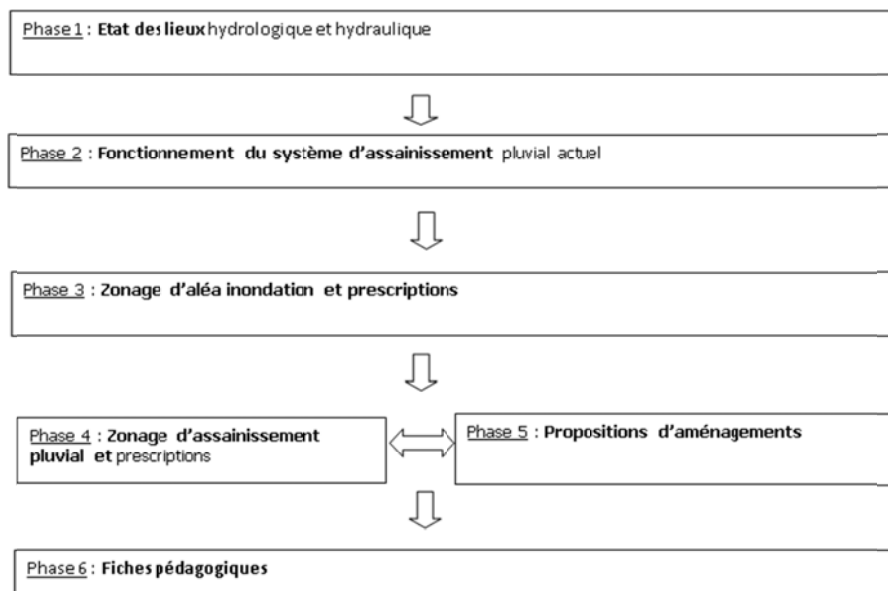 Phase 1 : Etat des lieux hydrologique et hydraulique
Phase 2 : Fonctionnement du système d'assainissement pluvial actuel
Phase 3 : Zonage d'aléa inondation et prescriptions
Phase 4 : Zonage d'assainissement
pluvial et prescriptions
Phase 5 : Propositions d'aménagements
Phase 6 : Fiches pédagogiques